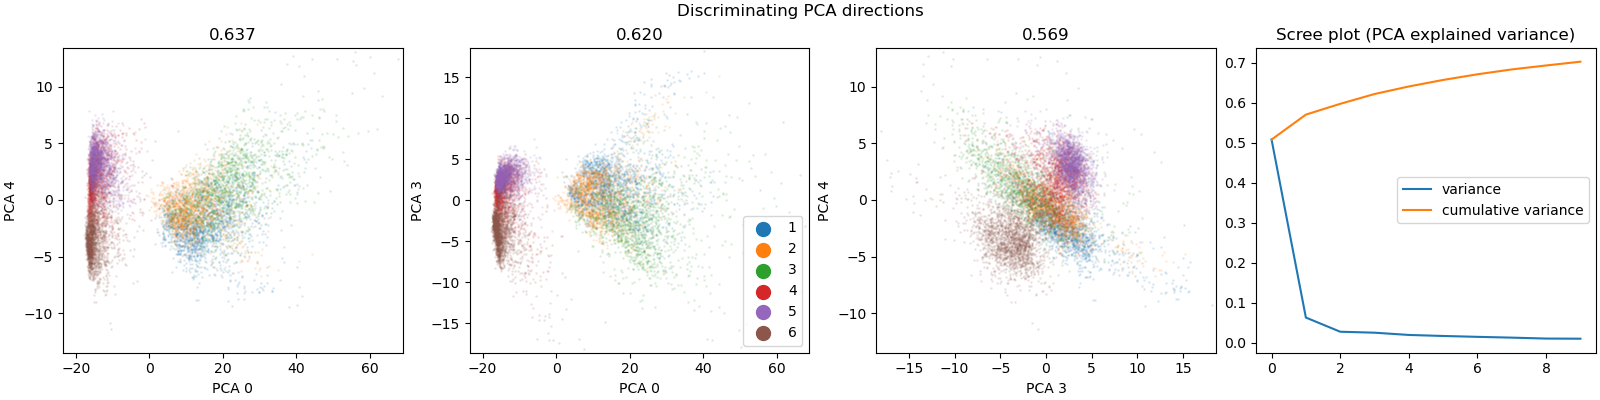 Discriminating PCA directions
0.637
10
5
0
−5
−10
PCA 4
−20 0 20 40 60
PCA 0
0.620
15
10
5
0
−5
−10
−15
PCA 3
−20 0 20 40 60
PCA 0
1
2
3
4
5
6
0.569
10
5
0
−5
−10
PCA 4
−15 −10 −5 0 5 10 15
PCA 3
Scree plot (PCA explained variance)
0.7
0.6
0.5
0.4
0.3
0.2
0.1
0.0
0 2 4 6 8
variance
cumulative variance